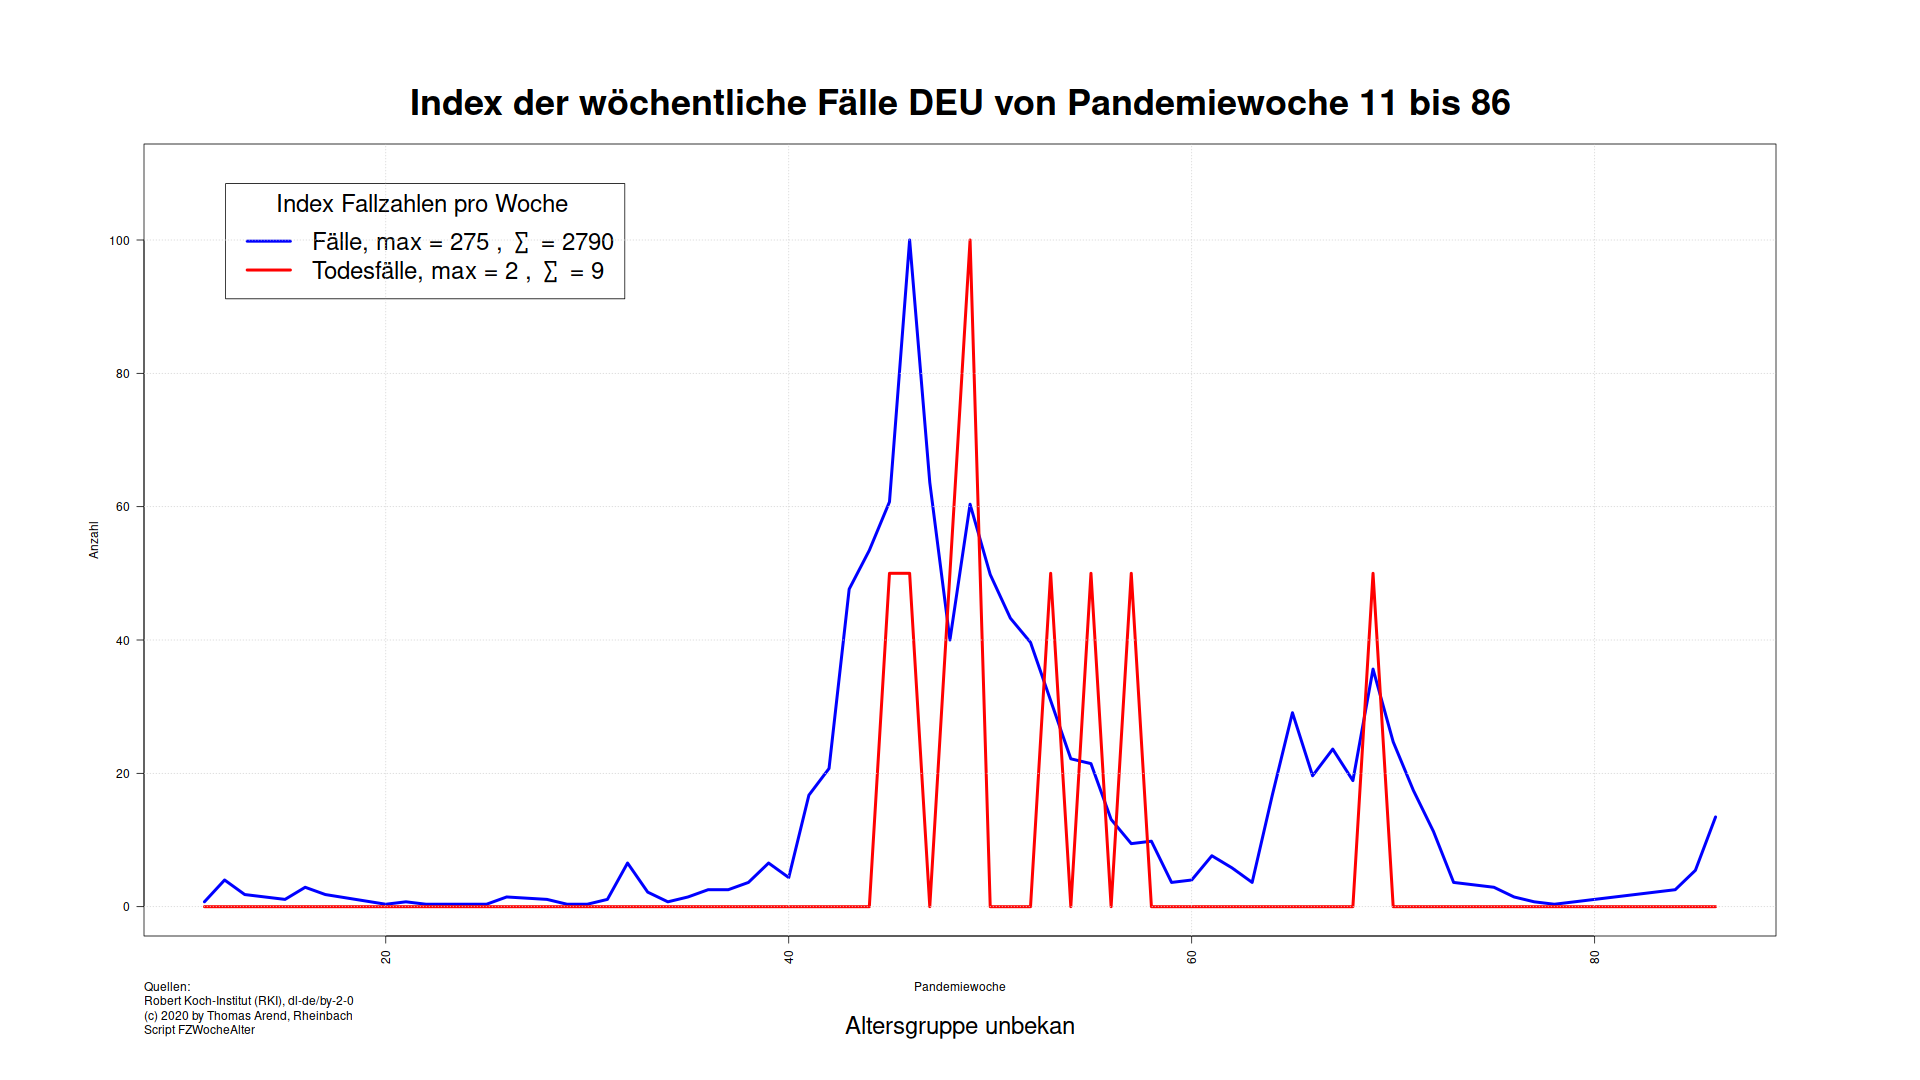 Index der wöchentliche Fälle DEU von Pandemiewoche 11 bis 86
Index Fallzahlen pro Woche
Fälle, max = 275 , ∑ = 2790
Todesfälle, max = 2 , ∑ = 9
100
80
60
40
20
0
Anzahl
20
40
60
80
Pandemiewoche
Quellen:
Robert Koch-Institut (RKI), dl-de/by-2-0
(c) 2020 by Thomas Arend, Rheinbach
Script FZWocheAlter
Altersgruppe unbekan